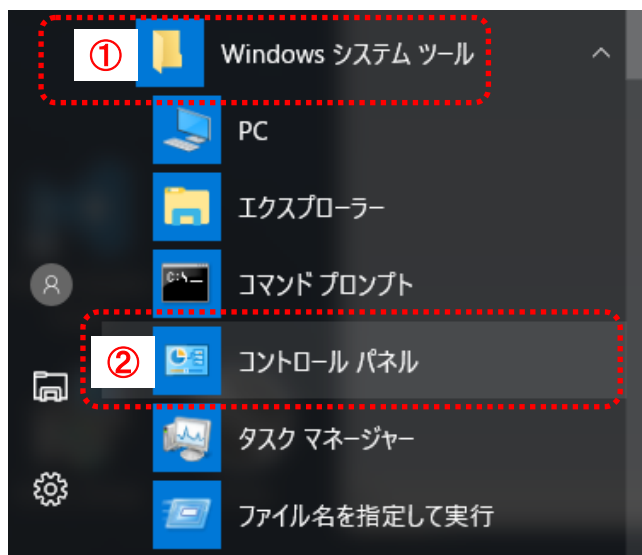 ① Windows システム ツール
PC
エクスプローラー
C:\_
コマンド プロンプト
② コントロール パネル
タスク マネージャー
ファイル名を指定して実行